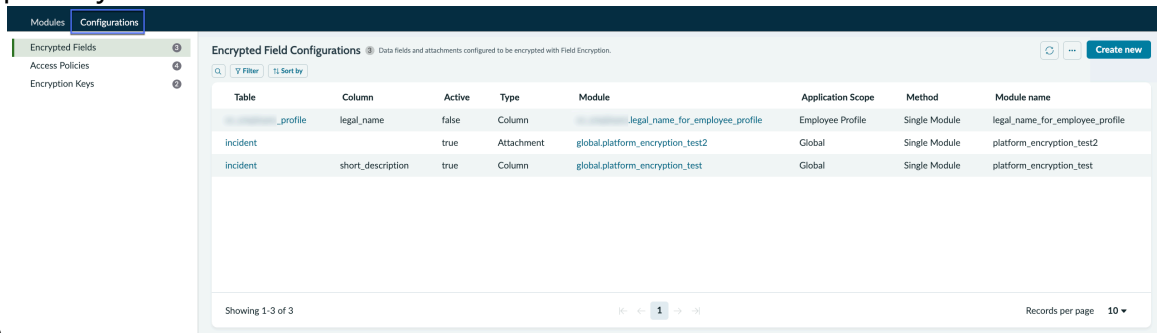 Modules Configurations
Encrypted Fields 3
Access Policies 4
Encryption Keys 2
Encrypted Field Configurations 3 Data fields and attachments configured to be encrypted with Field Encryption.
... Create new
Filter Sort by
Table Column Active Type Module Application Scope Method Module name
_profile legal_name false Column .legal_name_for_employee_profile Employee Profile Single Module legal_name_for_employee_profile
incident true Attachment global.platform_encryption_test2 Global Single Module platform_encryption_test2
incident short_description true Column global.platform_encryption_test Global Single Module platform_encryption_test
Showing 1-3 of 3 1 Records per page 10